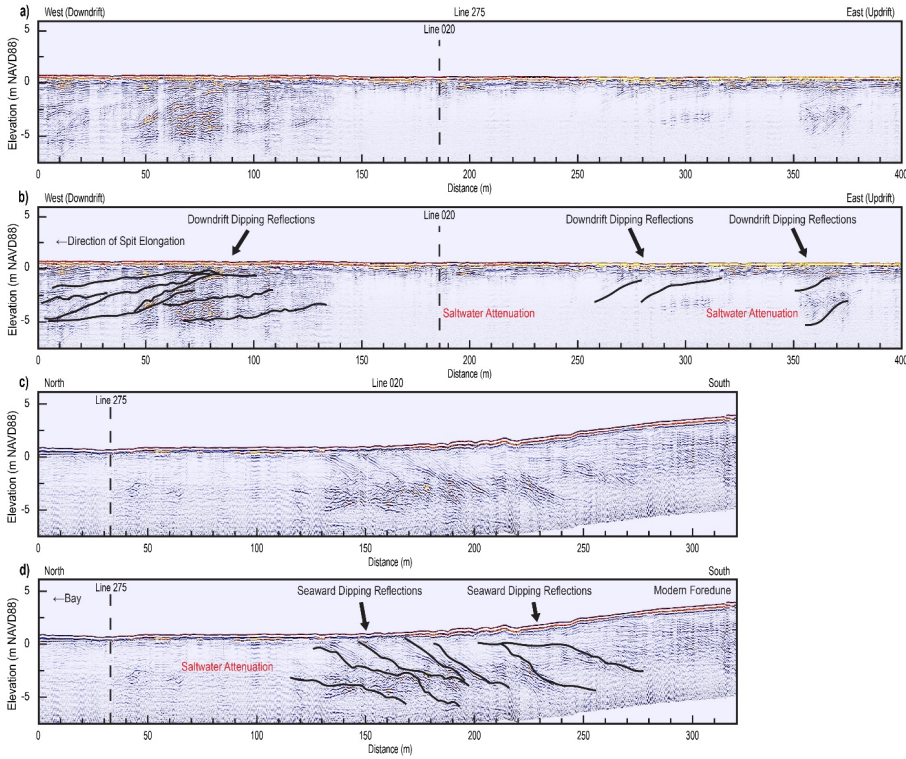 a)
West (Downdrift)
Line 275
East (Updrift)
Line 020
Elevation (m NAVD88)
5
0
-5
0
50
100
150
200
250
300
350
400
Distance (m)
b)
West (Downdrift)
East (Updrift)
Downdrift Dipping Reflections
Line 020
Downdrift Dipping Reflections
Downdrift Dipping Reflections
←Direction of Spit Elongation
Elevation (m NAVD88)
5
0
-5
Saltwater Attenuation
Saltwater Attenuation
0
50
100
150
200
250
300
350
400
Distance (m)
c)
North
Line 020
South
Line 275
Elevation (m NAVD88)
5
0
-5
0
50
100
150
200
250
300
Distance (m)
d)
North
South
Line 275
Seaward Dipping Reflections
Seaward Dipping Reflections
Modern Foredune
←Bay
Elevation (m NAVD88)
5
0
-5
Saltwater Attenuation
0
50
100
150
200
250
300
Distance (m)